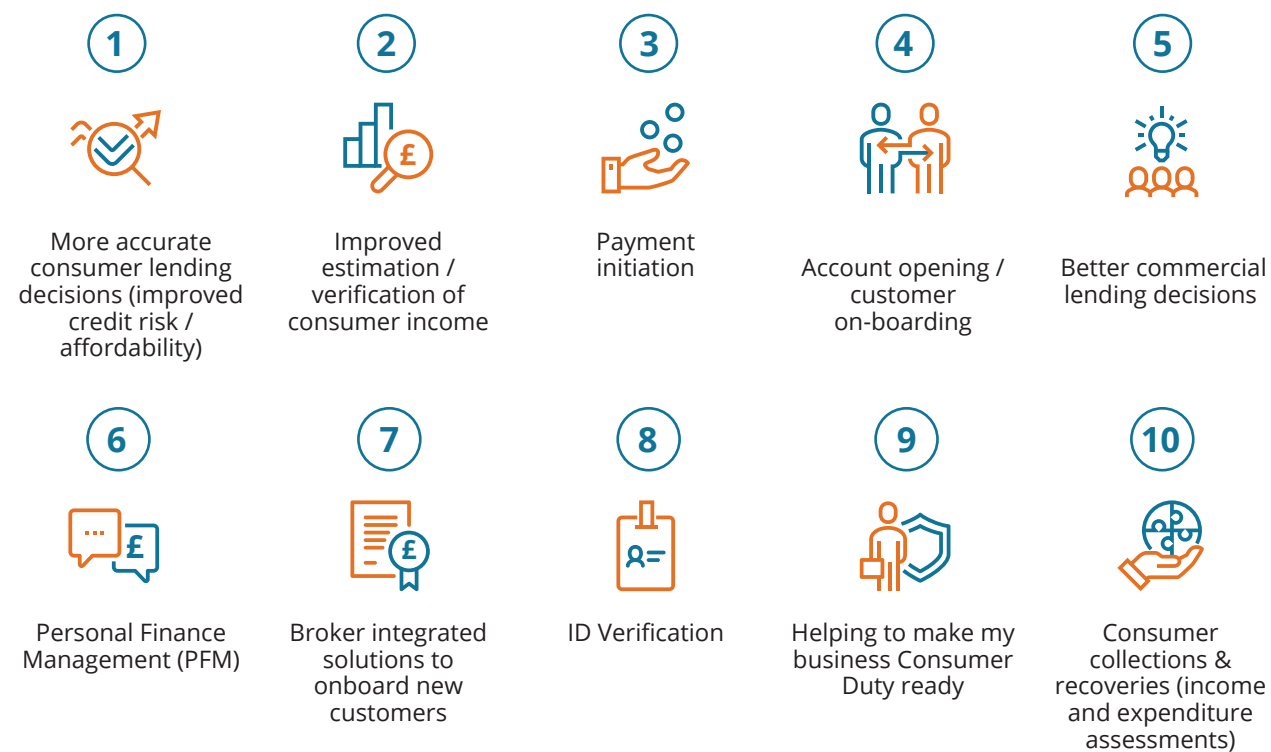 1
More accurate
consumer lending
decisions (improved
credit risk /
affordability)
2
£
Improved
estimation /
verification of
consumer income
3
Payment
initiation
4
Account opening /
customer
on-boarding
5
Better commercial
lending decisions
6
...
£
Personal Finance
Management (PFM)
7
£
Broker integrated
solutions to
onboard new
customers
8
ID Verification
9
Helping to make my
business Consumer
Duty ready
10
Consumer
collections &
recoveries (income
and expenditure
assessments)